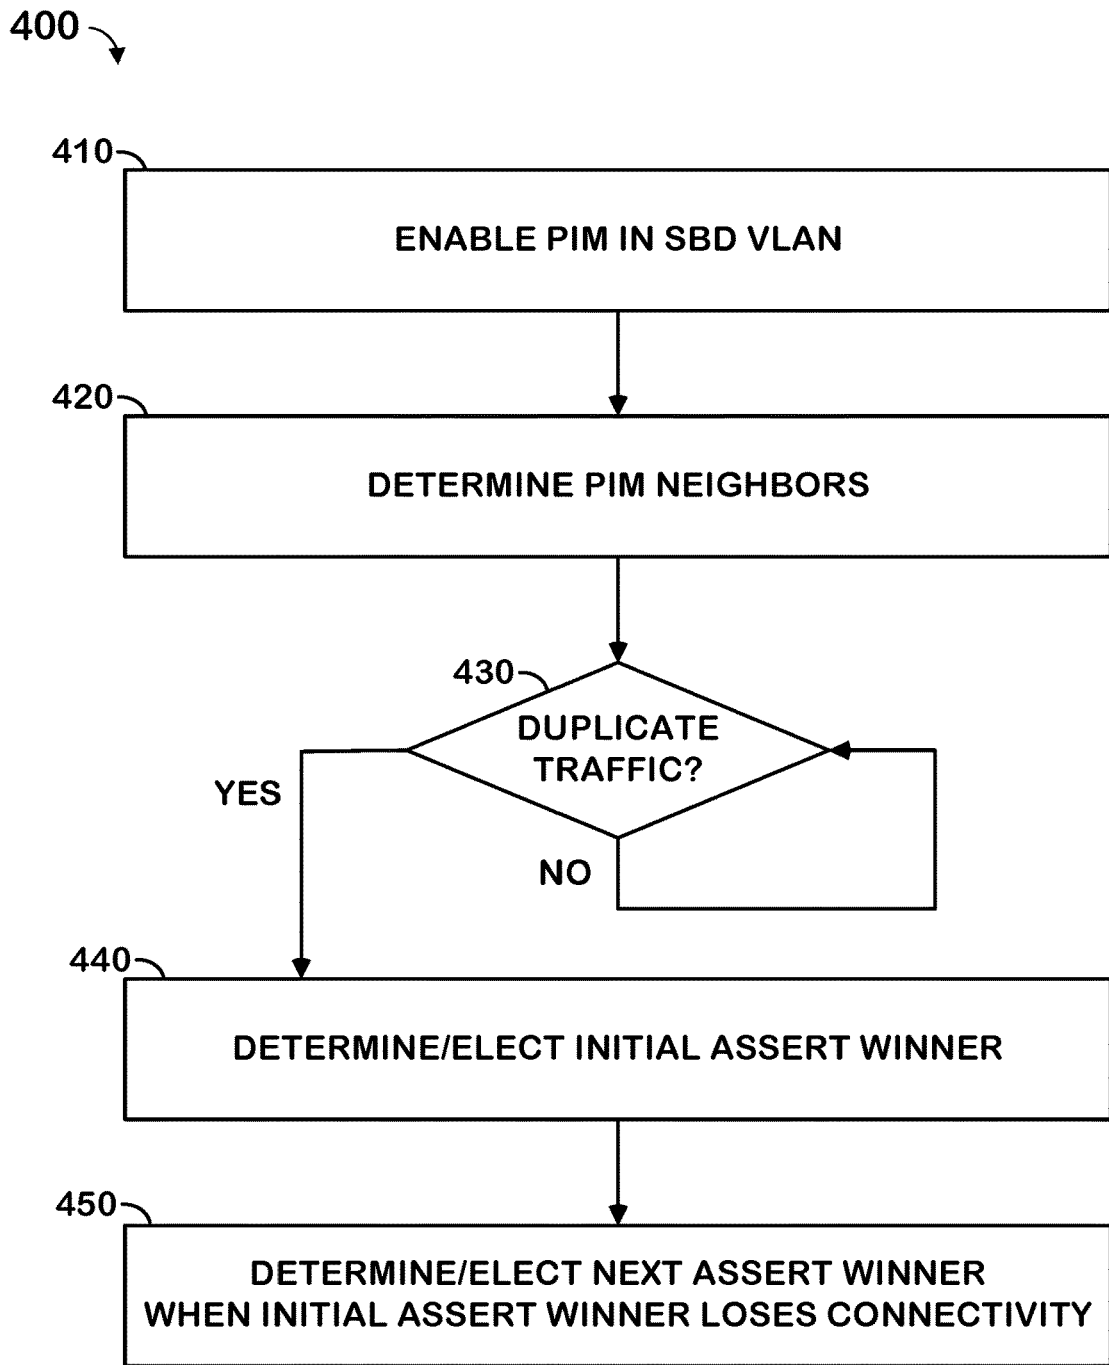 400
410
ENABLE PIM IN SBD VLAN
420
DETERMINE PIM NEIGHBORS
430
DUPLICATE
TRAFFIC?
YES
NO
440
DETERMINE/ELECT INITIAL ASSERT WINNER
450
DETERMINE/ELECT NEXT ASSERT WINNER
WHEN INITIAL ASSERT WINNER LOSES CONNECTIVITY